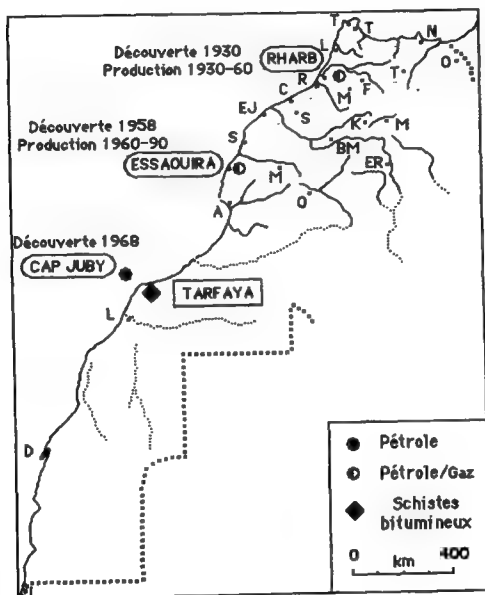 T T
L N
Découverte 1930
Production 1930-60
RHARB
R
O
T
F
M
C
S
EJ
Découverte 1958
Production 1960-90
K M
S
BM
ESSAOUIRA
M
ER
O
A
Découverte 1968
CAP JUBY
TARFAYA
L
D
Pétrole
Pétrole/Gaz
Schistes
bitumineux
0 400
km